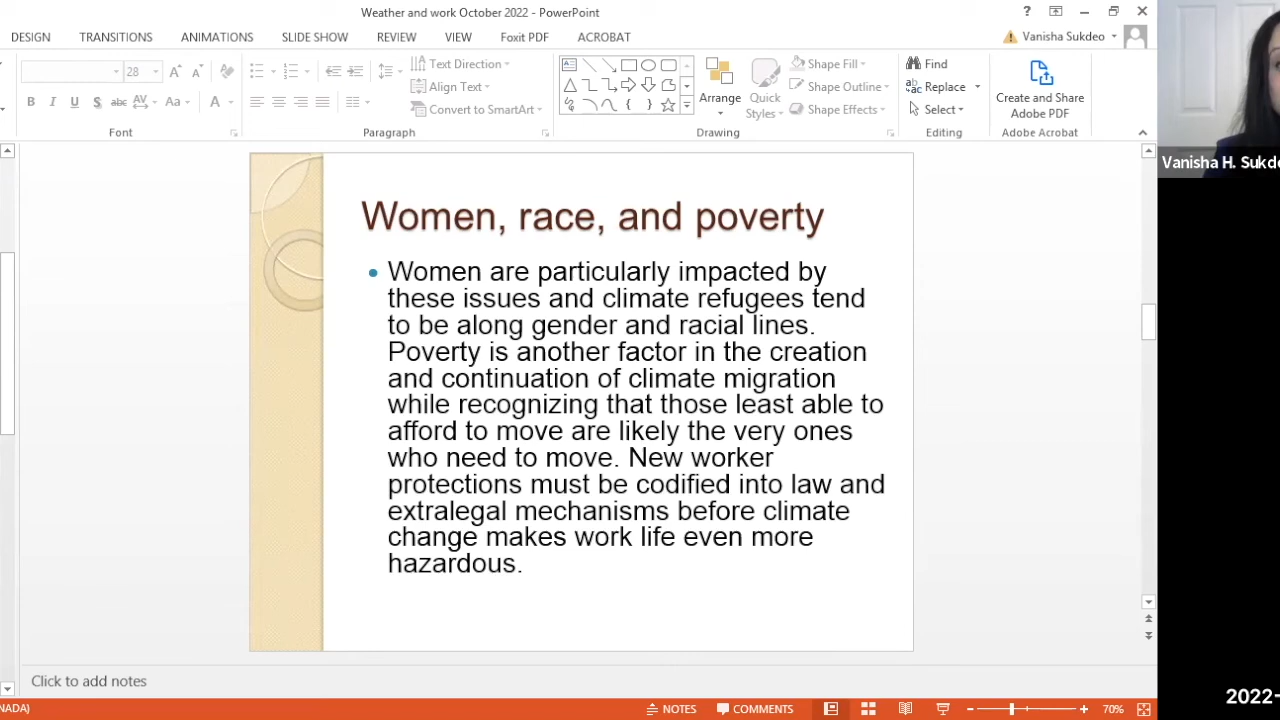 Weather and work October 2022 - PowerPoint
?
DESIGN TRANSITIONS ANIMATIONS SLIDE SHOW REVIEW VIEW Foxit PDF ACROBAT
Vanisha Sukdeo
28 A A
Text Direction
Shape Fill
Find
B I U S abc AV Aa A
Align Text
Arrange
Quick
Styles
Shape Outline
Replace
Create and Share
Adobe PDF
Convert to SmartArt
Shape Effects
Select
Font
Paragraph
Drawing
Editing
Adobe Acrobat
Vanisha H. Sukde
Women, race, and poverty
• Women are particularly impacted by
these issues and climate refugees tend
to be along gender and racial lines.
Poverty is another factor in the creation
and continuation of climate migration
while recognizing that those least able to
afford to move are likely the very ones
who need to move. New worker
protections must be codified into law and
extralegal mechanisms before climate
change makes work life even more
hazardous.
Click to add notes
NADA)
NOTES COMMENTS
70%
2022-